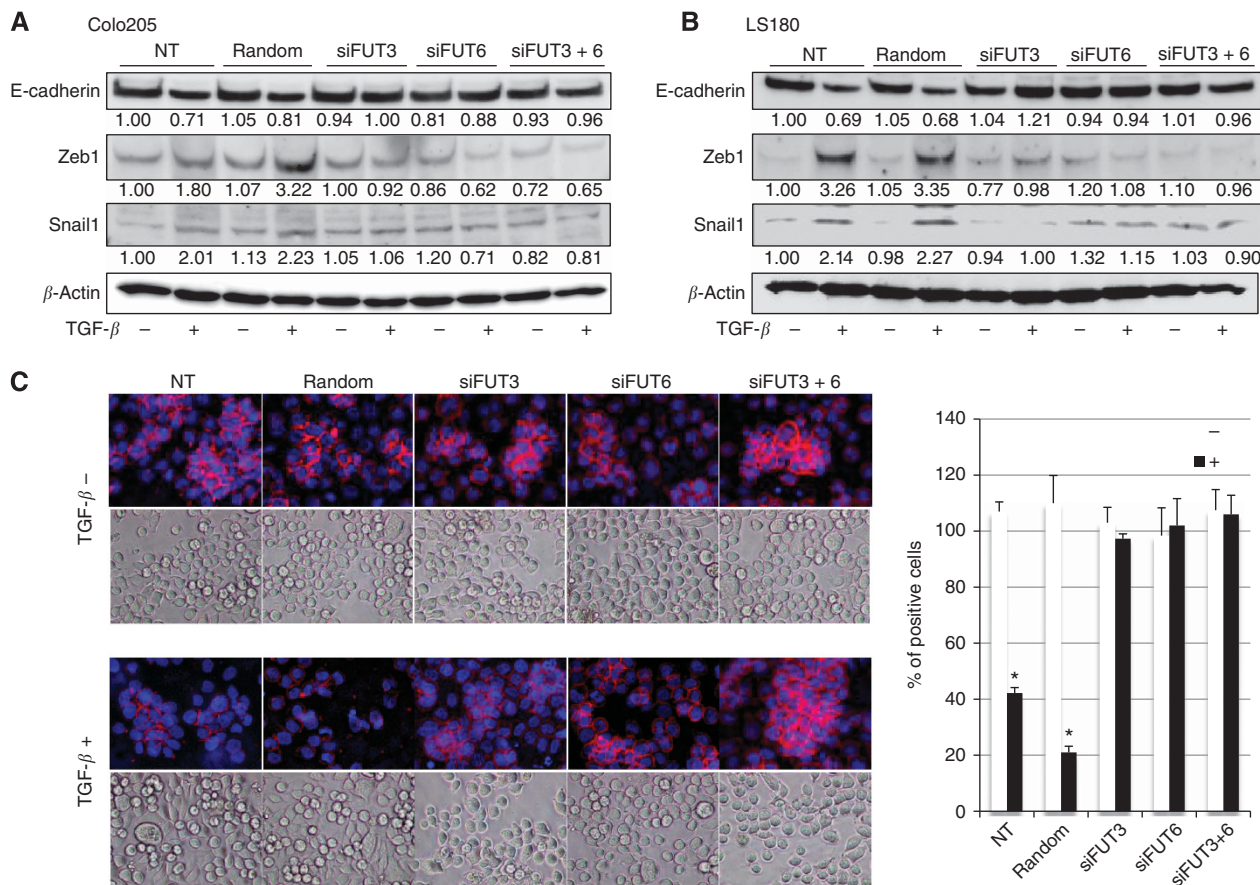 A
Colo205
NT Random siFUT3 siFUT6 siFUT3 + 6
E-cadherin
1.00 0.71 1.05 0.81 0.94 1.00 0.81 0.88 0.93 0.96
Zeb1
1.00 1.80 1.07 3.22 1.00 0.92 0.86 0.62 0.72 0.65
Snail1
1.00 2.01 1.13 2.23 1.05 1.06 1.20 0.71 0.82 0.81
β-Actin
TGF-β – + – + – + – + – +
B
LS180
NT Random siFUT3 siFUT6 siFUT3 + 6
E-cadherin
1.00 0.69 1.05 0.68 1.04 1.21 0.94 0.94 1.01 0.96
Zeb1
1.00 3.26 1.05 3.35 0.77 0.98 1.20 1.08 1.10 0.96
Snail1
1.00 2.14 0.98 2.27 0.94 1.00 1.32 1.15 1.03 0.90
β-Actin
TGF-β – + – + – + – + – +
C
NT Random siFUT3 siFUT6 siFUT3 + 6
TGF-β –
TGF-β +
% of positive cells
140
120
100
80
60
40
20
0
–
+
*
*
NT Random siFUT3 siFUT6 siFUT3+6